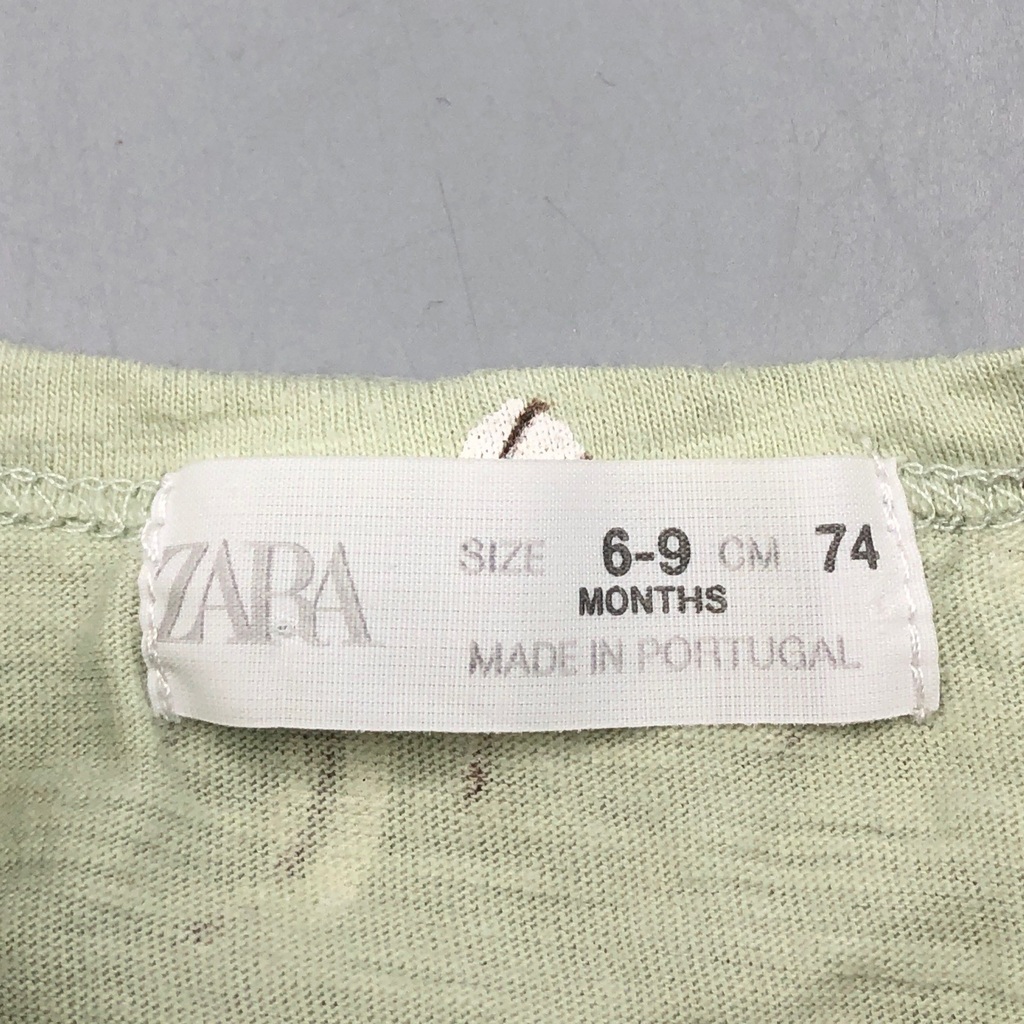 ZARA
SIZE 6-9 CM 74
MONTHS
MADE IN PORTUGAL